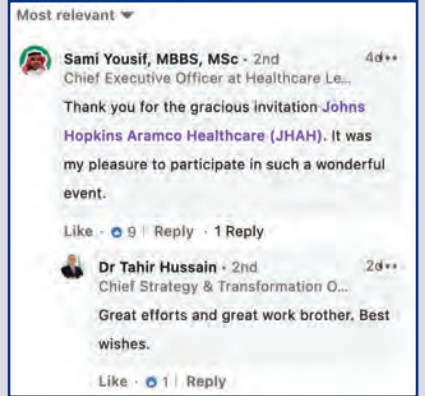 Most relevant
Sami Yousif, MBBS, MSc · 2nd 4d
Chief Executive Officer at Healthcare Le...
Thank you for the gracious invitation Johns
Hopkins Aramco Healthcare (JHAH). It was
my pleasure to participate in such a wonderful
event.
Like · 9 | Reply · 1 Reply
Dr Tahir Hussain · 2nd 2d
Chief Strategy & Transformation O...
Great efforts and great work brother. Best
wishes.
Like · 1 | Reply